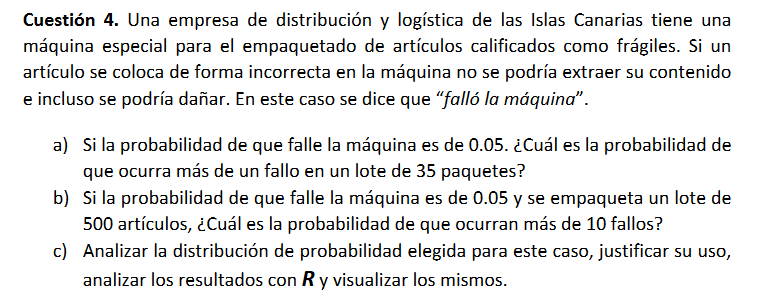 Cuestión 4. Una empresa de distribución y logística de las Islas Canarias tiene una
máquina especial para el empaquetado de artículos calificados como frágiles. Si un
artículo se coloca de forma incorrecta en la máquina no se podría extraer su contenido
e incluso se podría dañar. En este caso se dice que “falló la máquina”.
a) Si la probabilidad de que falle la máquina es de 0.05. ¿Cuál es la probabilidad de
que ocurra más de un fallo en un lote de 35 paquetes?
b) Si la probabilidad de que falle la máquina es de 0.05 y se empaqueta un lote de
500 artículos, ¿Cuál es la probabilidad de que ocurran más de 10 fallos?
c) Analizar la distribución de probabilidad elegida para este caso, justificar su uso,
analizar los resultados con R y visualizar los mismos.